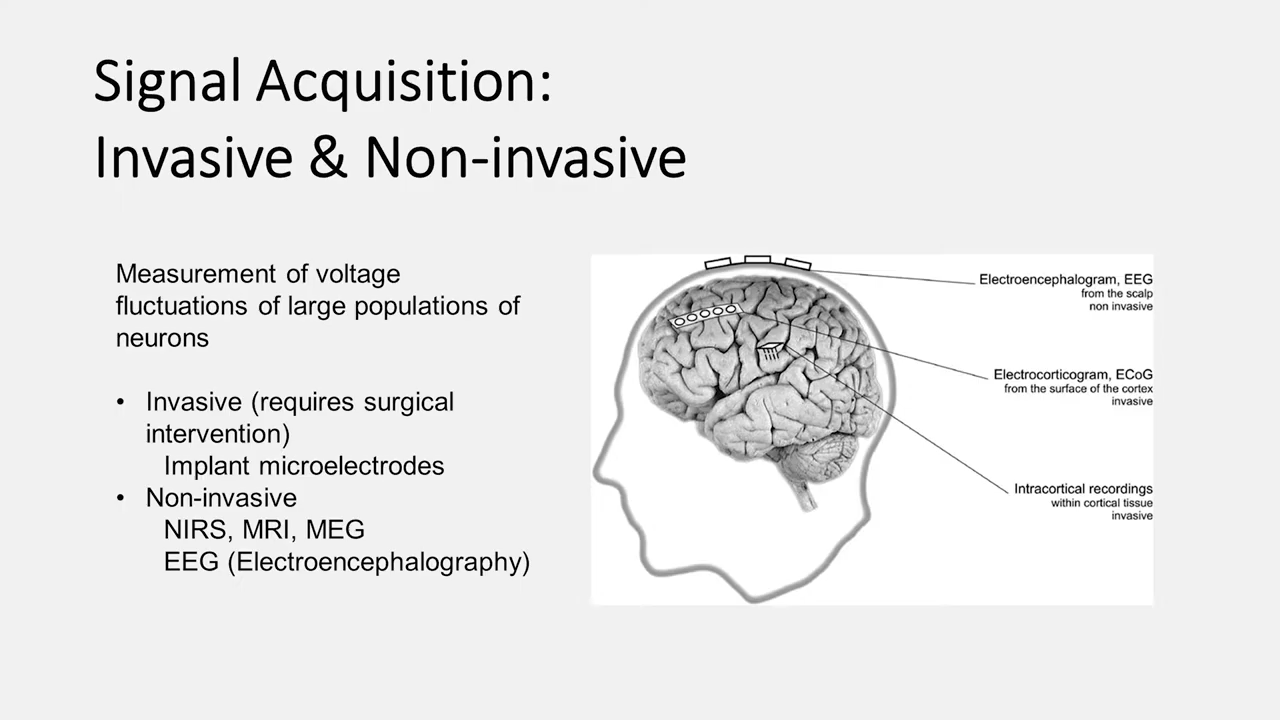 Signal Acquisition:
Invasive & Non-invasive
Measurement of voltage
fluctuations of large populations of
neurons
• Invasive (requires surgical
intervention)
Implant microelectrodes
• Non-invasive
NIRS, MRI, MEG
EEG (Electroencephalography)
Electroencephalogram, EEG
from the scalp
non invasive
Electrocorticogram, ECoG
from the surface of the cortex
invasive
Intracortical recordings
within cortical tissue
invasive